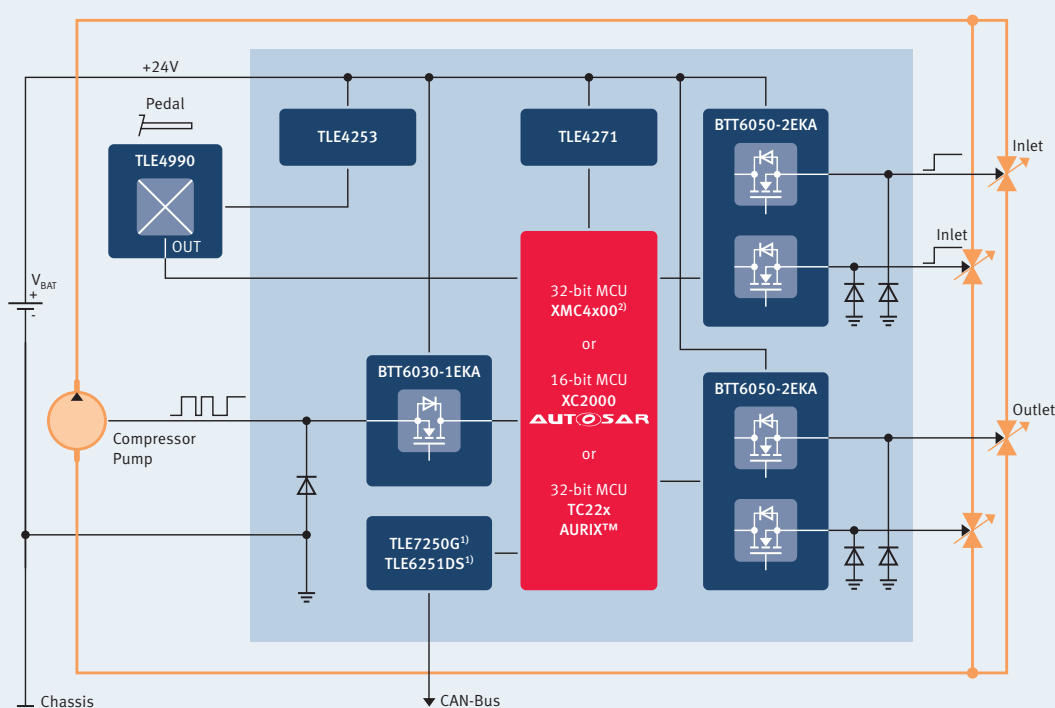 +24V
Pedal
TLE4990
OUT
TLE4253
TLE4271
BTT6050-2EKA
Inlet
Inlet
V_BAT
+
-
32-bit MCU
XMC4x00²⁾
or
16-bit MCU
XC2000
AUTOSAR
or
32-bit MCU
TC22x
AURIX™
BTT6030-1EKA
BTT6050-2EKA
Outlet
Compressor
Pump
TLE7250G¹⁾
TLE6251DS¹⁾
Chassis
CAN-Bus